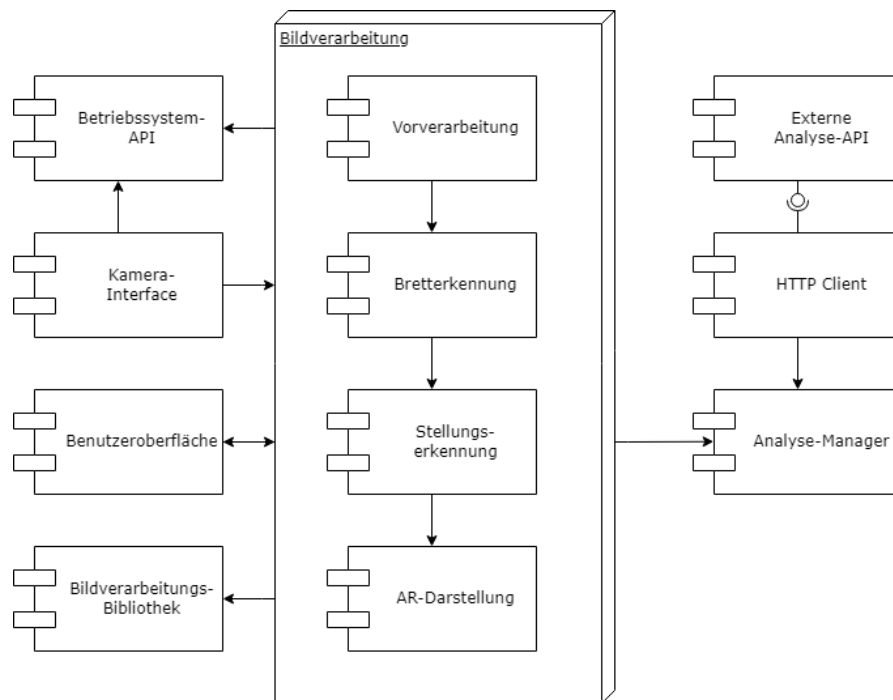 Bildverarbeitung
Betriebssystem-
API
Vorverarbeitung
Externe
Analyse-API
Kamera-
Interface
Bretterkennung
HTTP Client
Benutzeroberfläche
Stellungs-
erkennung
Analyse-Manager
Bildverarbeitungs-
Bibliothek
AR-Darstellung